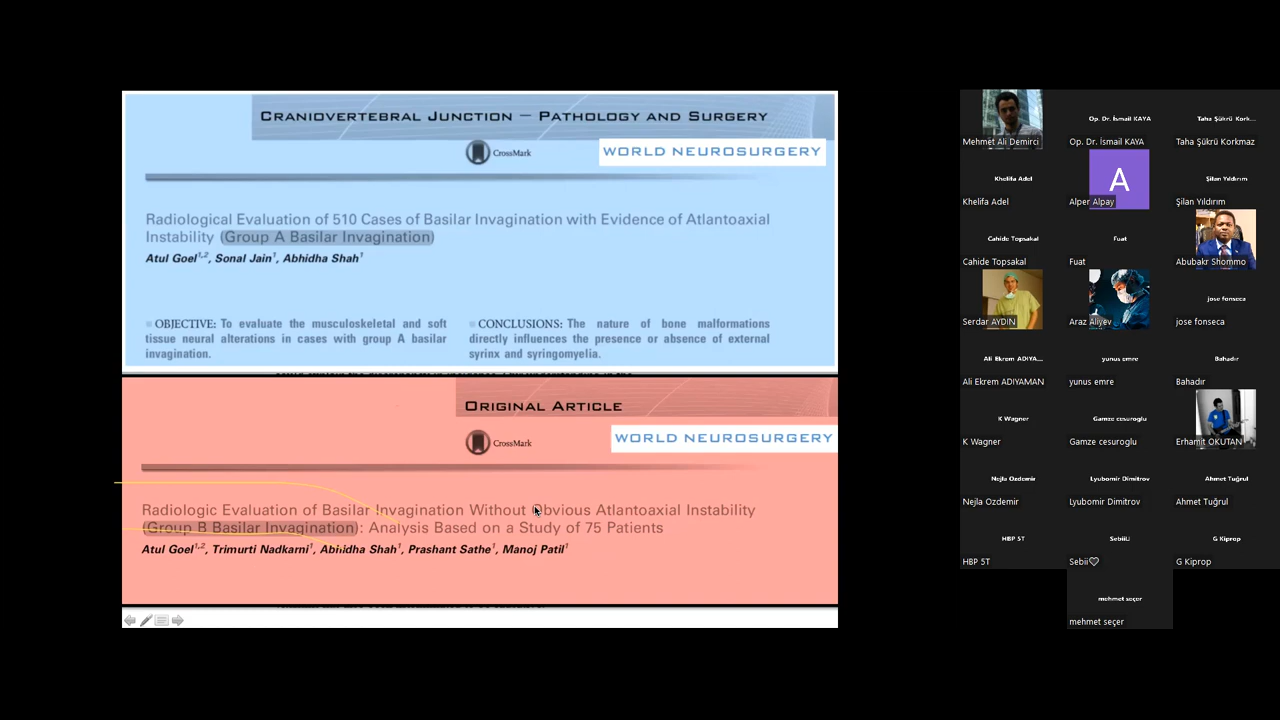 CRANIOVERTEBRAL JUNCTION – PATHOLOGY AND SURGERY
CrossMark
WORLD NEUROSURGERY
Radiological Evaluation of 510 Cases of Basilar Invagination with Evidence of Atlantoaxial
Instability (Group A Basilar Invagination)
Atul Goel1,2, Sonal Jain1, Abhidha Shah1
OBJECTIVE: To evaluate the musculoskeletal and soft
tissue neural alterations in cases with group A basilar
invagination.
CONCLUSIONS: The nature of bone malformations
directly influences the presence or absence of external
syrinx and syringomyelia.
ORIGINAL ARTICLE
CrossMark
WORLD NEUROSURGERY
Radiologic Evaluation of Basilar Invagination Without Obvious Atlantoaxial Instability
(Group B Basilar Invagination): Analysis Based on a Study of 75 Patients
Atul Goel1,2, Trimurti Nadkarni1, Abhidha Shah1, Prashant Sathe1, Manoj Patil1
Mehmet Ali Demirci
Op. Dr. İsmail KAYA
Op. Dr. İsmail KAYA
Taha Şükrü Kork...
Taha Şükrü Korkmaz
Khelifa Adel
Khelifa Adel
A
Alper Alpay
Şilan Yıldırım
Şilan Yıldırım
Cahide Topsakal
Cahide Topsakal
Fuat
Fuat
Abubakr Shommo
Serdar AYDIN
Araz Aliyev
jose fonseca
jose fonseca
Ali Ekrem ADIYA...
Ali Ekrem ADIYAMAN
yunus emre
yunus emre
Bahadır
Bahadır
K Wagner
K Wagner
Gamze cesuroglu
Gamze cesuroglu
Erhamit OKUTAN
Nejla Ozdemir
Nejla Ozdemir
Lyubomir Dimitrov
Lyubomir Dimitrov
Ahmet Tuğrul
Ahmet Tuğrul
HBP 5T
HBP 5T
Sebii♡
G Kiprop
G Kiprop
mehmet seçer
mehmet seçer